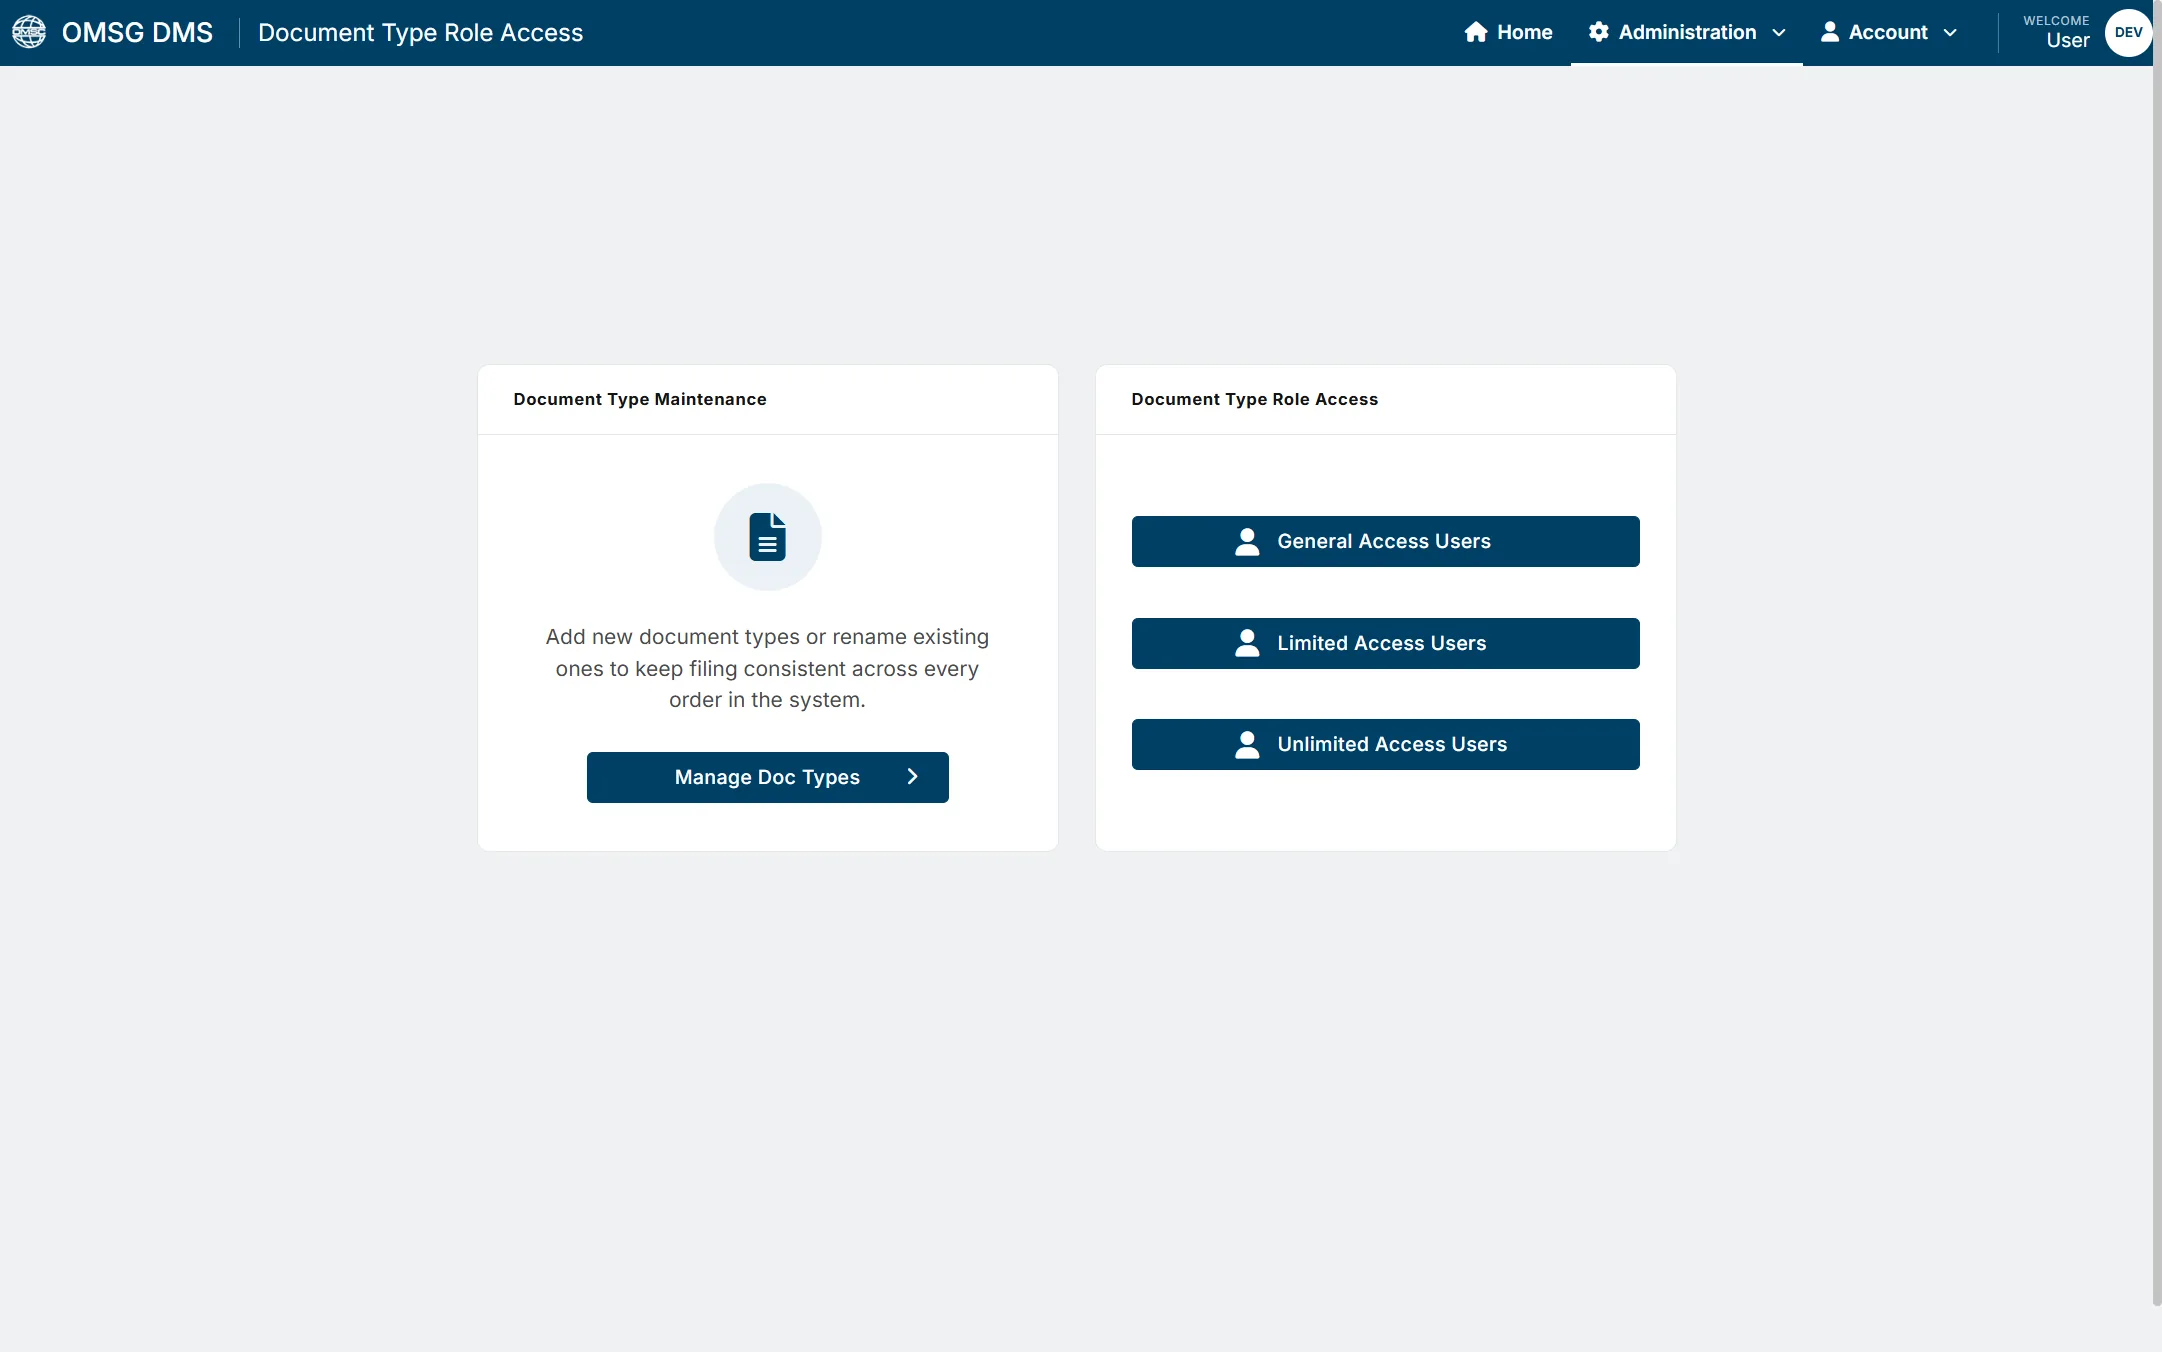 OMSG DMS
Document Type Role Access
Home
Administration
Account
WELCOME
User
DEV
Document Type Maintenance
Add new document types or rename existing
ones to keep filing consistent across every
order in the system.
Manage Doc Types
Document Type Role Access
General Access Users
Limited Access Users
Unlimited Access Users